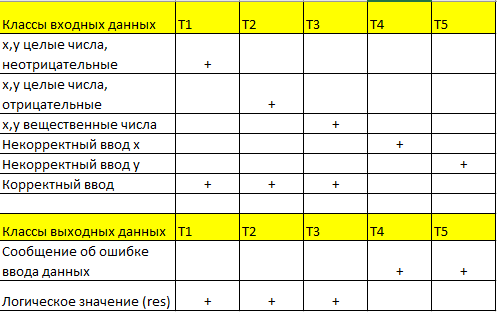 Классы входных данных T1 T2 T3 T4 T5
x,y целые числа,
неотрицательные +
x,y целые числа,
отрицательные +
x,y вещественные числа +
Некорректный ввод x +
Некорректный ввод y +
Корректный ввод + + +
Классы выходных данных T1 T2 T3 T4 T5
Сообщение об ошибке
ввода данных + +
Логическое значение (res) + + +